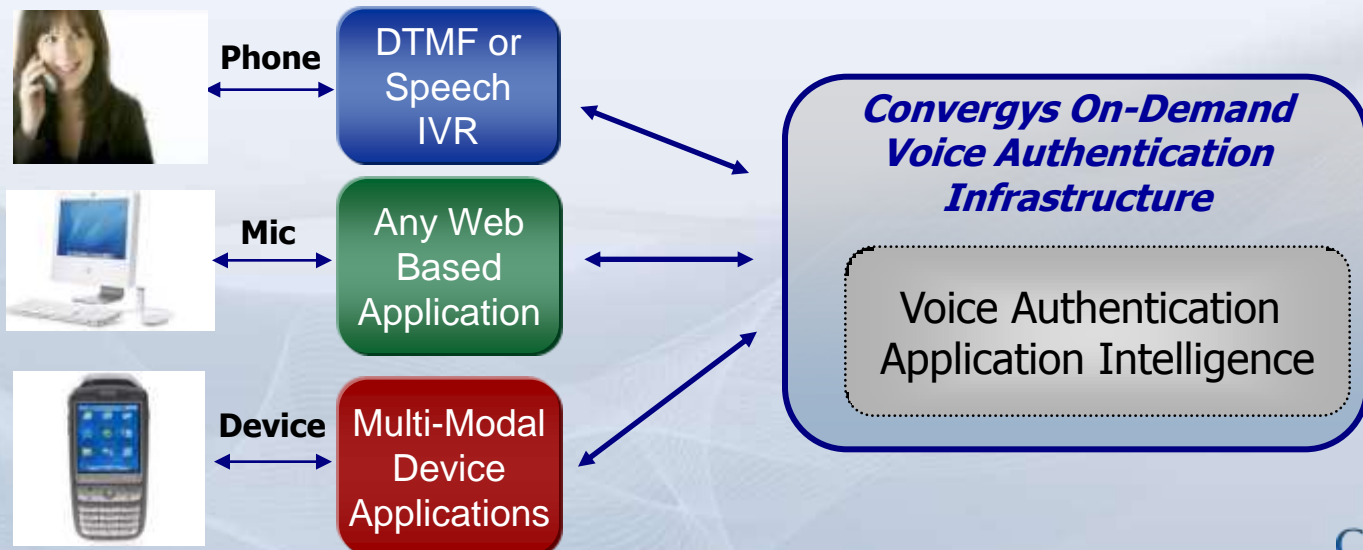 Phone
DTMF or
Speech
IVR
Mic
Any Web
Based
Application
Device
Multi-Modal
Device
Applications
Convergys On-Demand
Voice Authentication
Infrastructure
Voice Authentication
Application Intelligence
C